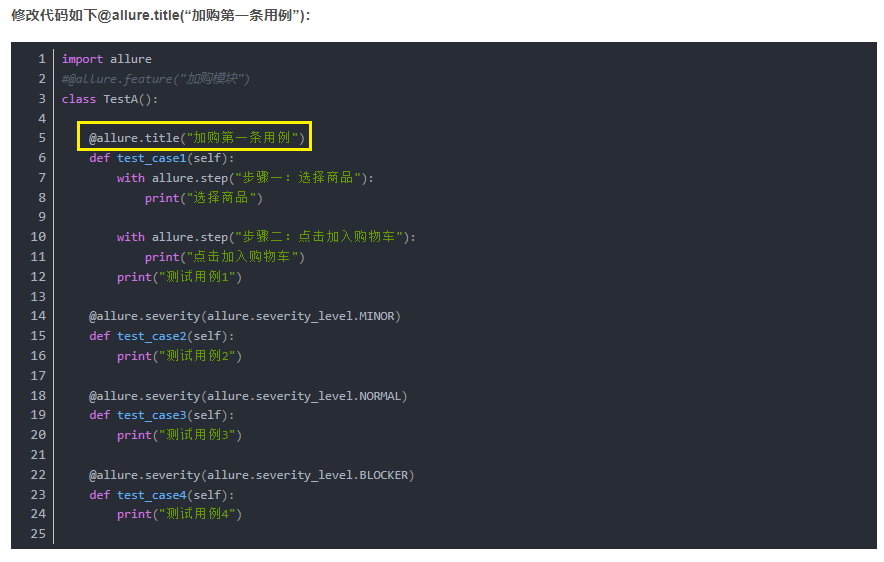 修改代码如下@allure.title(“加购第一条用例”)：
1 import allure
2 #@allure.feature("加购模块")
3 class TestA():
4
5 @allure.title("加购第一条用例")
6 def test_case1(self):
7 with allure.step("步骤一：选择商品"):
8 print("选择商品")
9
10 with allure.step("步骤二：点击加入购物车"):
11 print("点击加入购物车")
12 print("测试用例1")
13
14 @allure.severity(allure.severity_level.MINOR)
15 def test_case2(self):
16 print("测试用例2")
17
18 @allure.severity(allure.severity_level.NORMAL)
19 def test_case3(self):
20 print("测试用例3")
21
22 @allure.severity(allure.severity_level.BLOCKER)
23 def test_case4(self):
24 print("测试用例4")
25